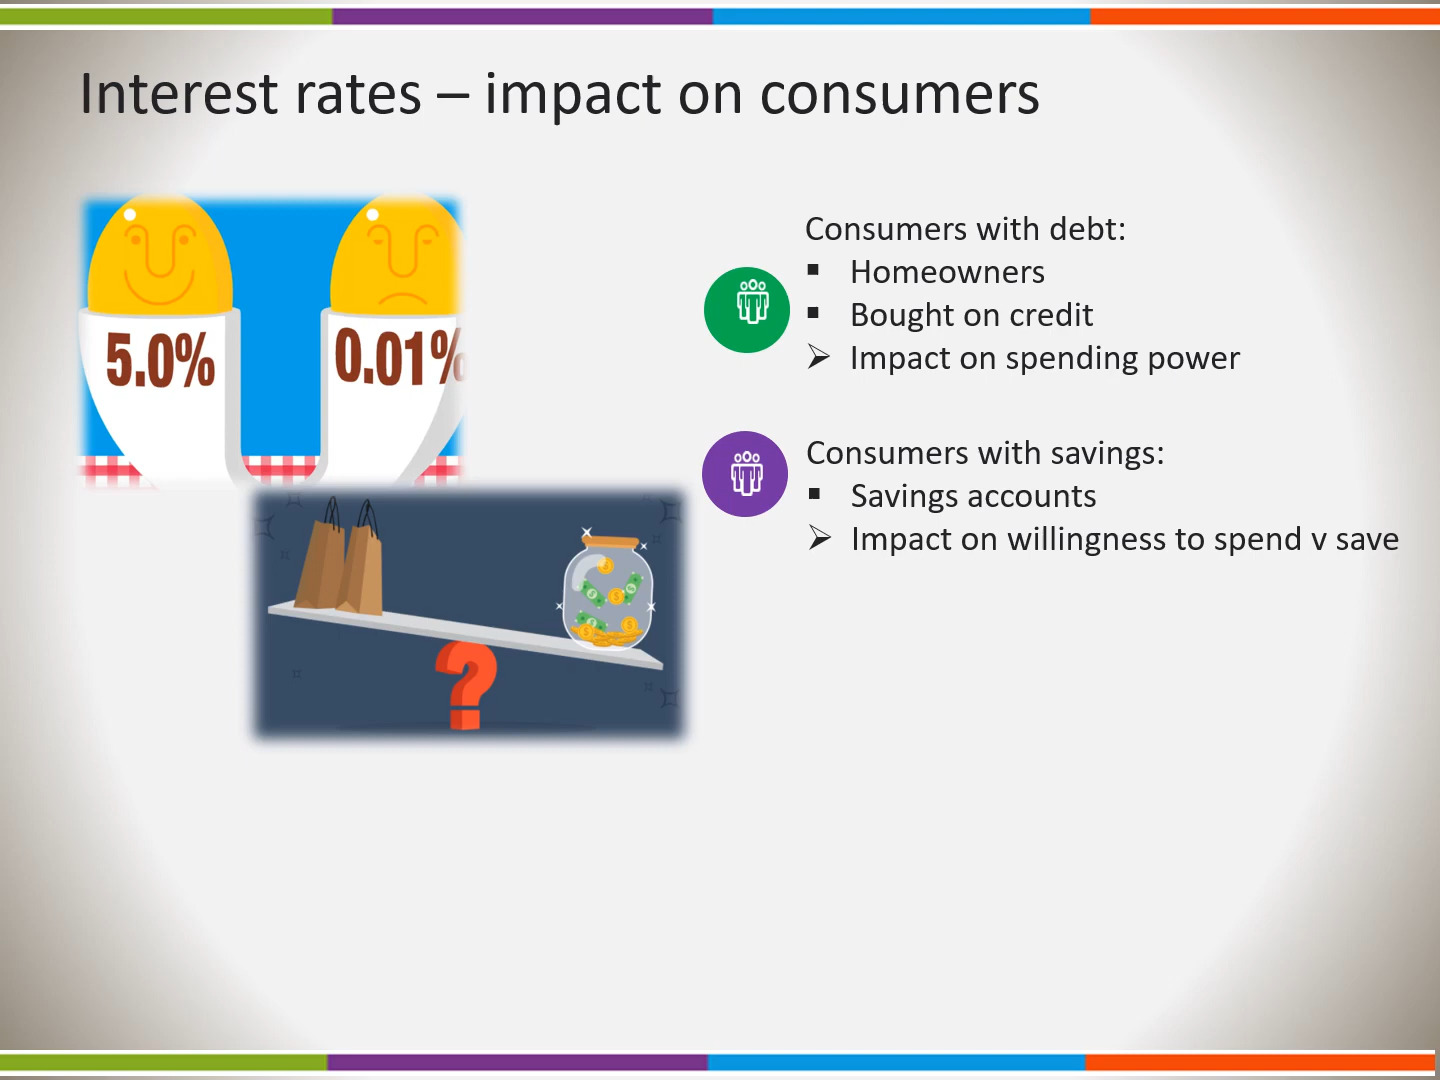 Interest rates – impact on consumers
5.0%
0.01%
Consumers with debt:
▪ Homeowners
▪ Bought on credit
➢ Impact on spending power
Consumers with savings:
▪ Savings accounts
➢ Impact on willingness to spend v save